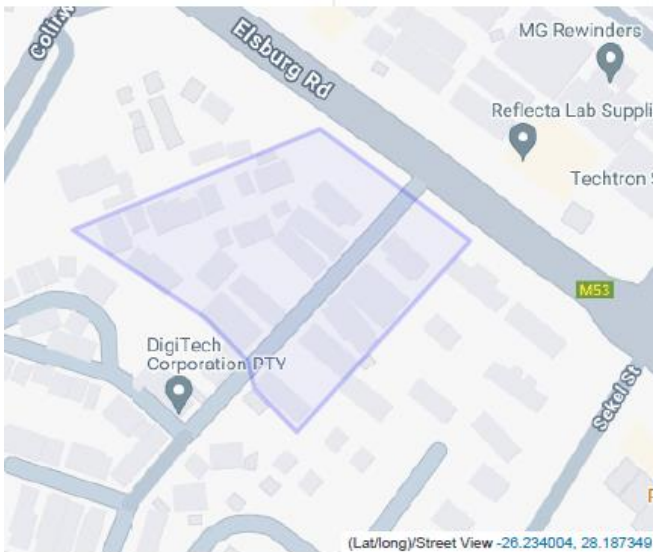 Elsburg Rd
MG Rewinders
Reflecta Lab Suppli
Techtron
M53
DigiTech
Corporation PTY
Sekel St
(Lat/long)/Street View -26.234004, 28.187349